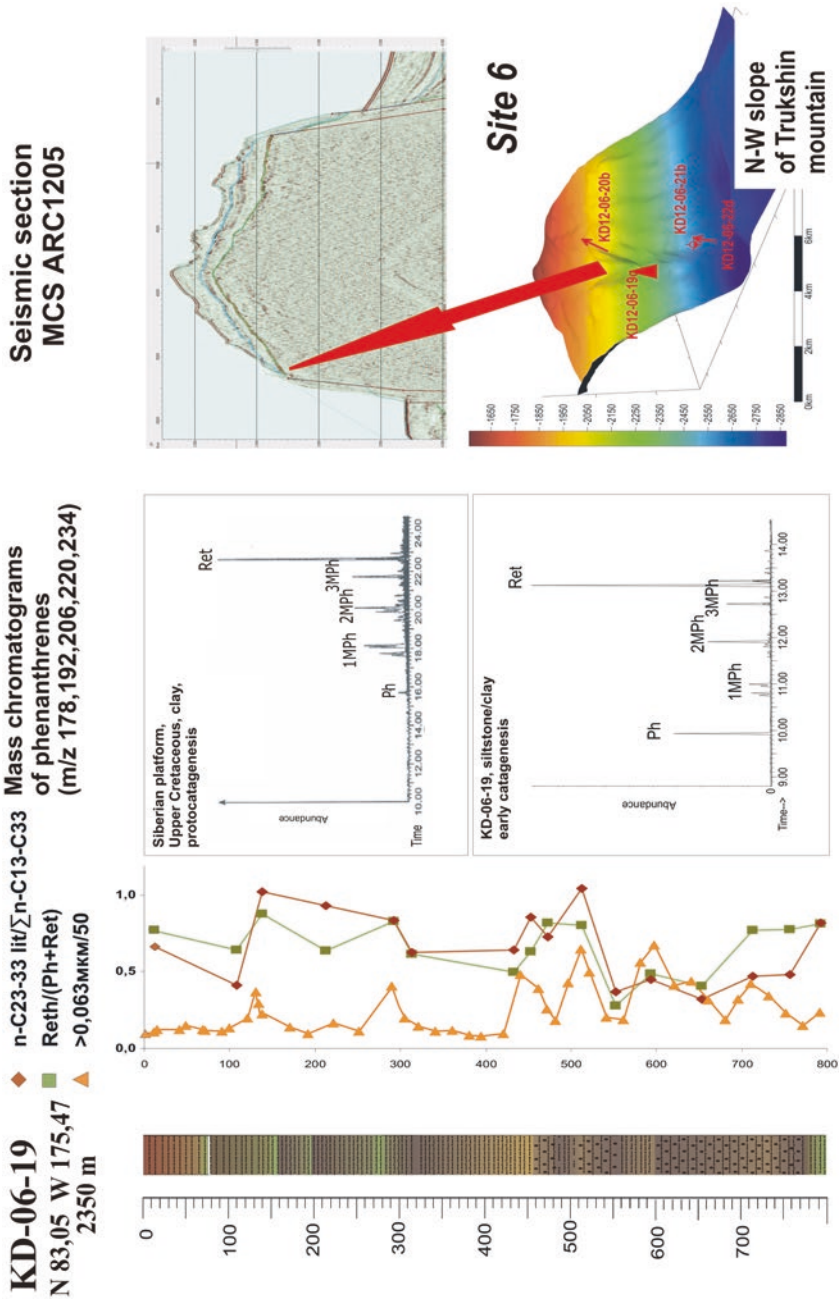 KD-06-19
N 83,05 W 175,47
2350 m
0
100
200
300
400
500
600
700
n-C23-33 lit/∑n-C13-C33
Reth/(Ph+Ret)
>0,063мкм/50
1,0
0,5
0,0
0
100
200
300
400
500
600
700
800
Mass chromatograms
of phenanthrenes
(m/z 178,192,206,220,234)
Siberian platform,
Upper Cretaceous, clay,
protocatagenesis
Abundance
Ph
1MPh
2MPh
3MPh
Ret
Time
10.00
12.00
14.00
16.00
18.00
20.00
22.00
24.00
KD-06-19, siltstone/clay
early catagenesis
Abundance
0
Ph
1MPh
2MPh
3MPh
Ret
Time-->
9.00
10.00
11.00
12.00
13.00
14.00
Seismic section
MCS ARC1205
Site 6
-1650
-1750
-1850
-1950
-2050
-2150
-2250
-2350
-2450
-2550
-2650
-2750
-2850
KD12-06-20b
KD12-06-21b
KD12-06-22d
0km
2km
4km
6km
N-W slope
of Trukshin
mountain